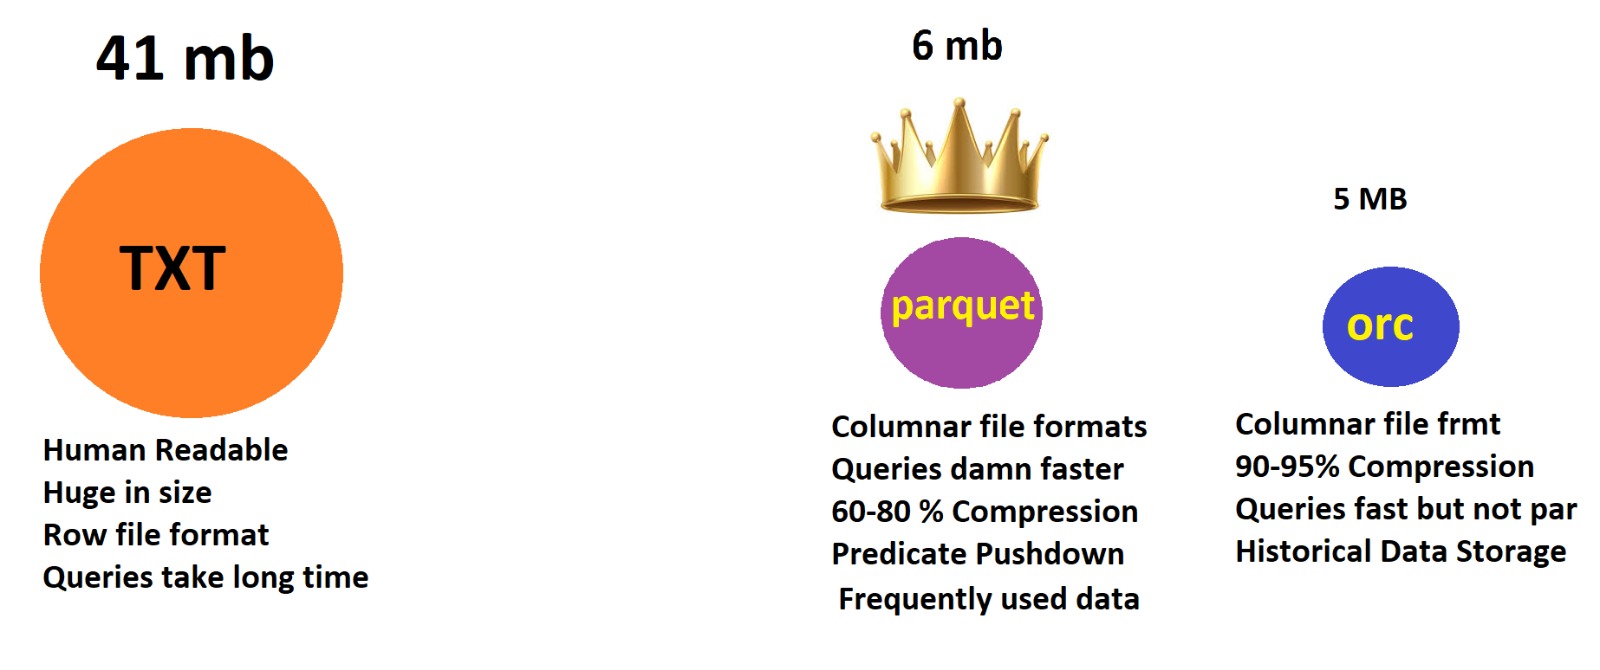 41 mb
TXT
Human Readable
Huge in size
Row file format
Queries take long time
6 mb
parquet
Columnar file formats
Queries damn faster
60-80 % Compression
Predicate Pushdown
Frequently used data
5 MB
orc
Columnar file frmt
90-95% Compression
Queries fast but not par
Historical Data Storage